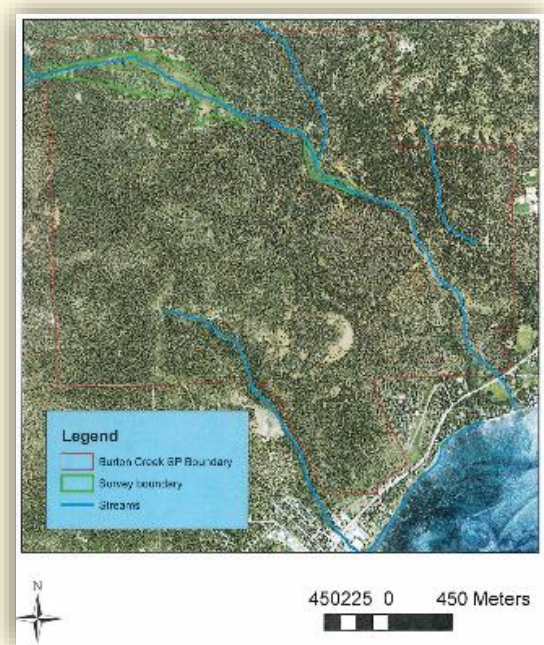 Legend
Burton Creek SP Boundary
Survey boundary
Streams
N
450225 0 450 Meters